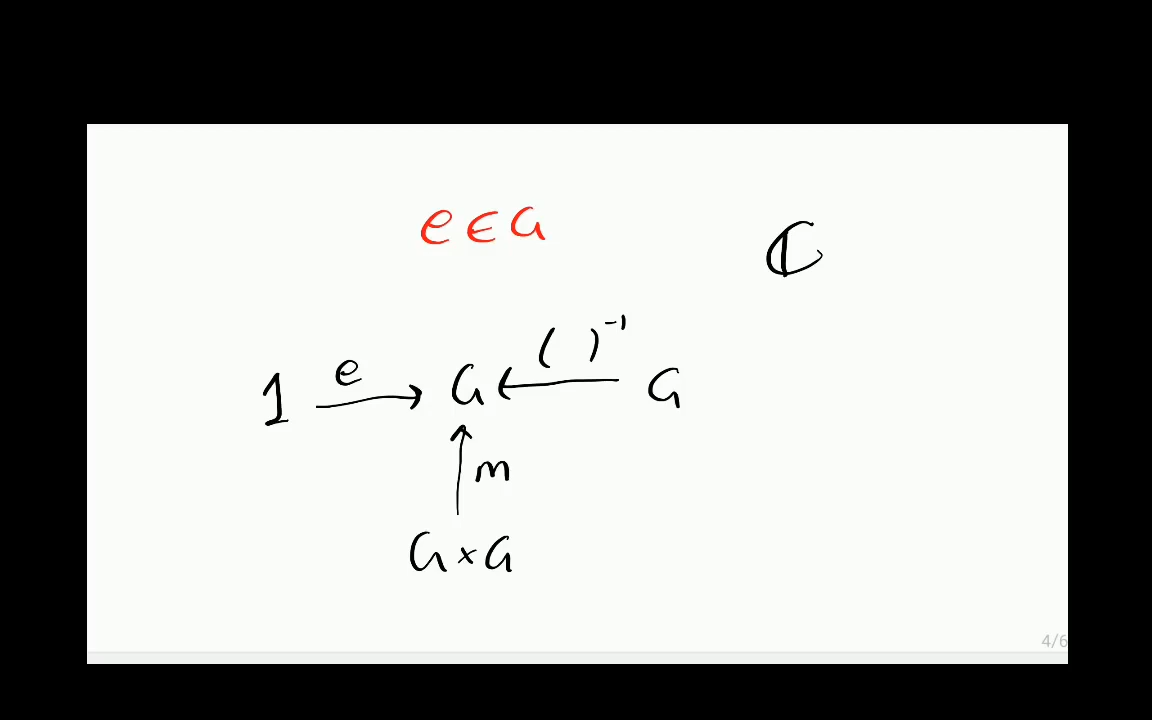 e ∈ G
ℂ
1 e → G ← ( )⁻¹ G
↑ m
G × G
4/6